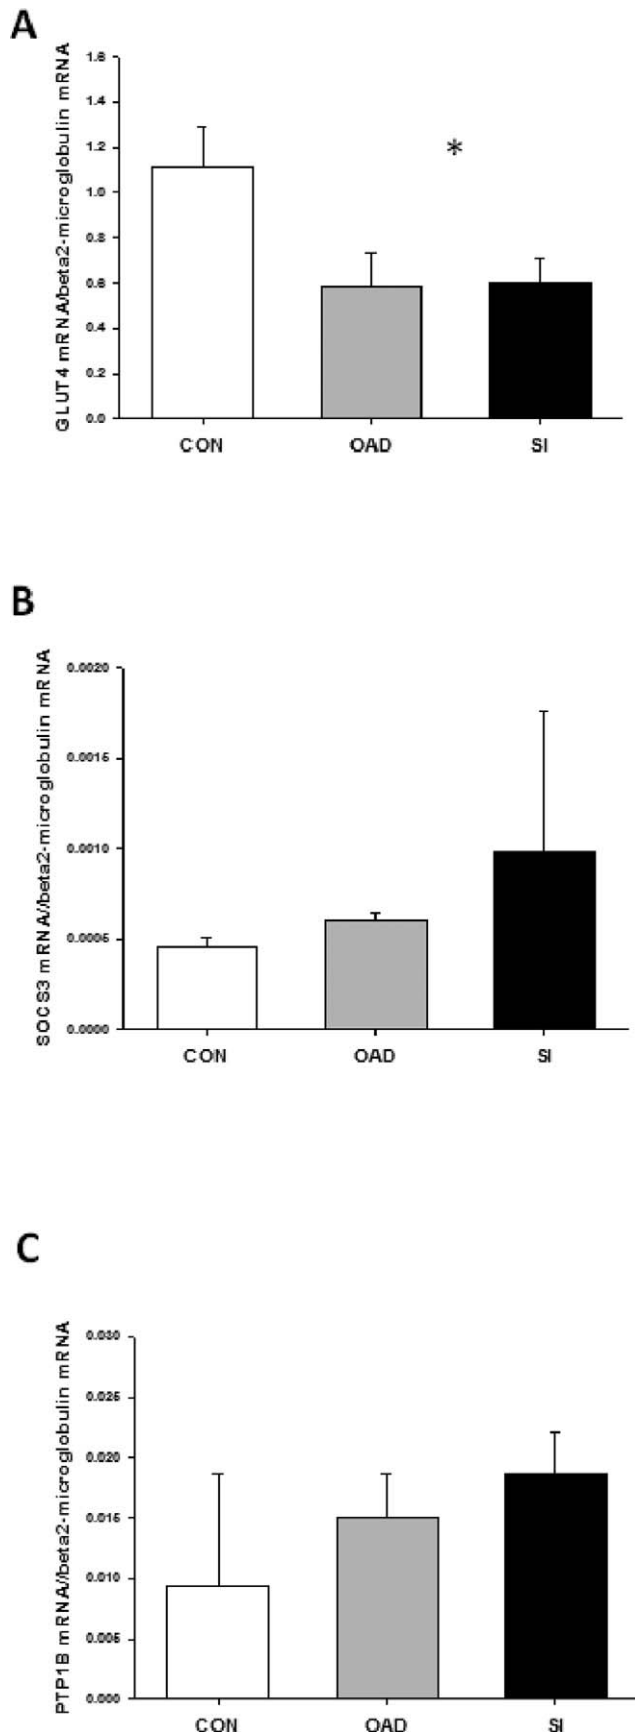 A
GLUT4 mRNA/beta2-microglobulin mRNA
1.6
1.4
1.2
1.0
0.8
0.6
0.4
0.2
0.0
*
CON OAD SI
B
SOCS3 mRNA//beta2-microglobulin mRNA
0.0020
0.0015
0.0010
0.0005
0.0000
CON OAD SI
C
PTP1B mRNA//beta2-microglobulin mRNA
0.030
0.025
0.020
0.015
0.010
0.005
0.000
CON OAD SI